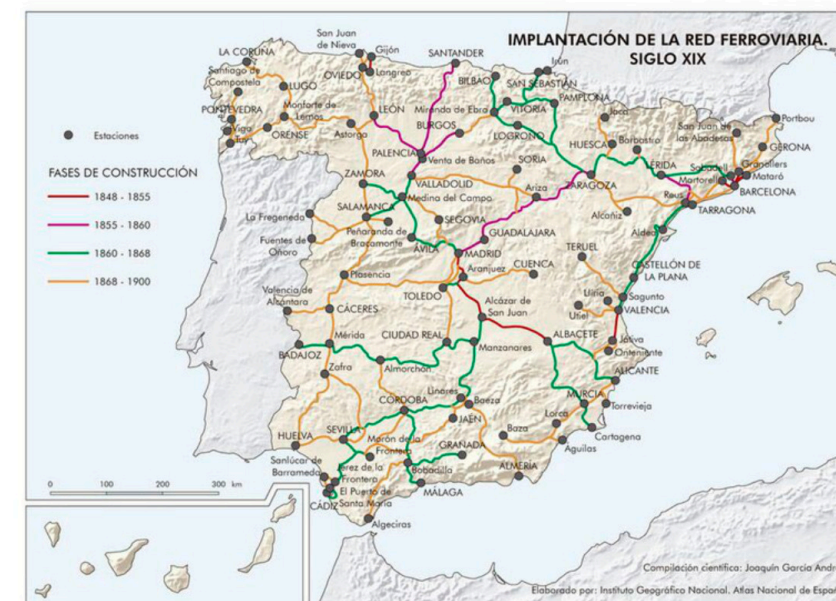 IMPLANTACIÓN DE LA RED FERROVIARIA.
SIGLO XIX
Estaciones
FASES DE CONSTRUCCIÓN
1848 - 1855
1855 - 1860
1860 - 1868
1868 - 1900
San Juan
de Nieva
Gijón
LA CORUÑA
OVIEDO
Langreo
SANTANDER
BILBAO
SAN SEBASTIÁN
Irún
Santiago de
Compostela
LUGO
PONTEVEDRA
Monforte de
Lemos
Vigo
Tuy
ORENSE
Astorga
LEÓN
Miranda de Ebro
VITORIA
PAMPLONA
BURGOS
LOGROÑO
Jaca
HUESCA
Barbastro
San Juan de
las Abadesas
Portbou
GERONA
PALENCIA
Venta de Baños
SORIA
ZAMORA
VALLADOLID
Ariza
ZARAGOZA
LÉRIDA
Sabadell
Granollers
Martorell
Mataró
BARCELONA
Reus
TARRAGONA
SALAMANCA
Medina del Campo
La Fregeneda
Peñaranda de
Bracamonte
SEGOVIA
Alcañiz
Fuentes de
Oñoro
ÁVILA
GUADALAJARA
MADRID
TERUEL
Aldea
Plasencia
Aranjuez
CUENCA
CASTELLÓN DE
LA PLANA
TOLEDO
Valencia de
Alcántara
CÁCERES
Alcázar de
San Juan
Liria
Utiel
Sagunto
VALENCIA
Mérida
CIUDAD REAL
Manzanares
ALBACETE
Játiva
Onteniente
BADAJOZ
Almorchón
ALICANTE
Zafra
Linares
Baeza
MURCIA
Torrevieja
CÓRDOBA
JAÉN
Lorca
Cartagena
HUELVA
SEVILLA
Morón de la
Frontera
GRANADA
Baza
Águilas
Sanlúcar de
Barrameda
Jerez de la
Frontera
Bobadilla
ALMERÍA
El Puerto de
Santa María
CÁDIZ
MÁLAGA
Algeciras
0 100 200 300 km
Compilación científica: Joaquín García Andr
Elaborado por: Instituto Geográfico Nacional. Atlas Nacional de Españ